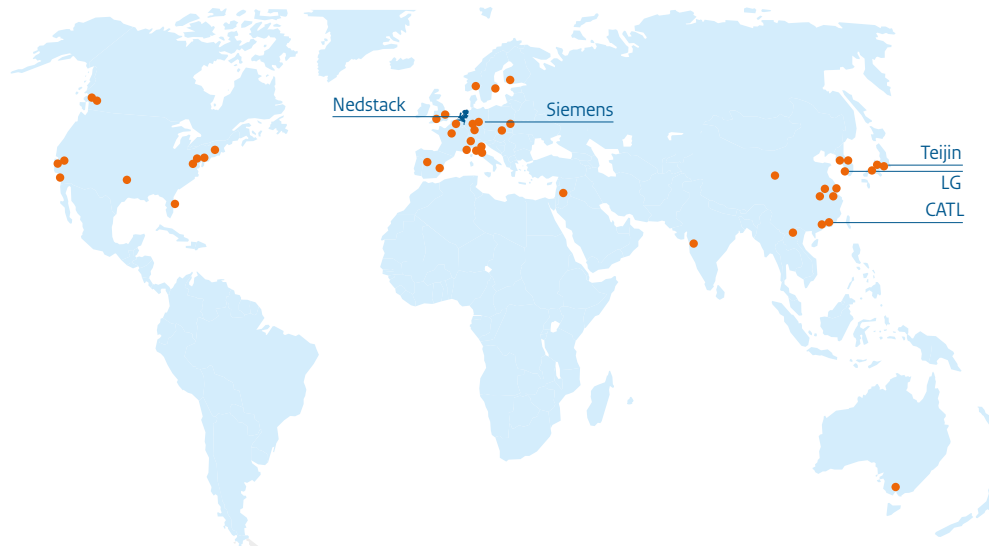 Nedstack
Siemens
Teijin
LG
CATL